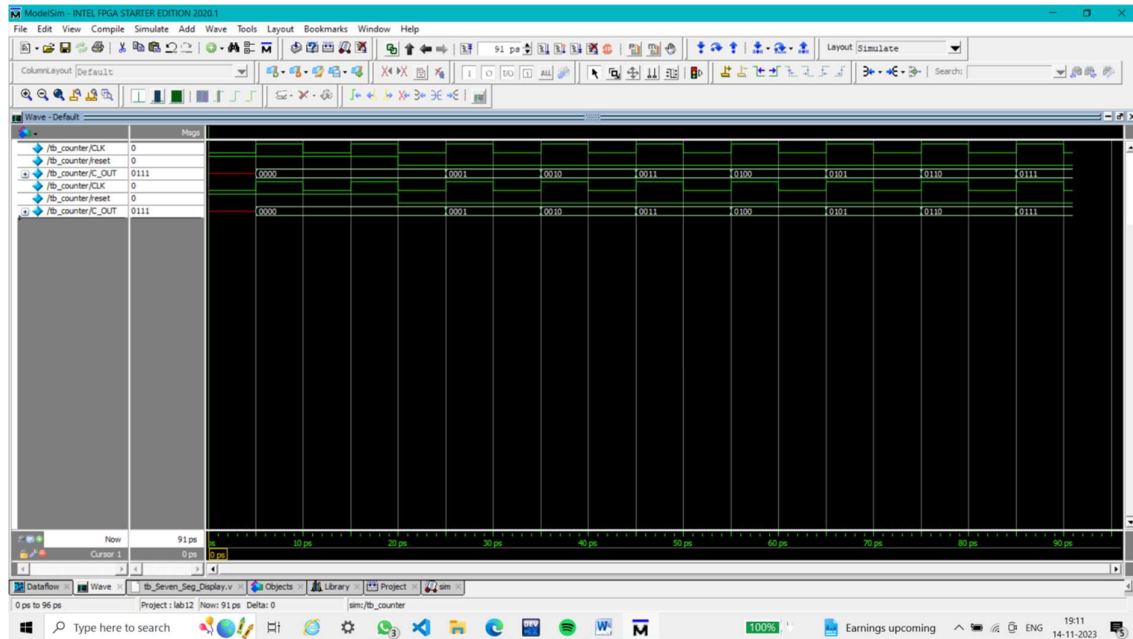 ModelSim - INTEL FPGA STARTER EDITION 2020.1
File Edit View Compile Simulate Add Wave Tools Layout Bookmarks Window Help
91 ps
Layout Simulate
ColumnLayout Default
ALL
Search:
Wave - Default
Msgs
/tb_counter/CLK 0
/tb_counter/reset 0
/tb_counter/C_OUT 0111 0000 0001 0010 0011 0100 0101 0110 0111
/tb_counter/CLK 0
/tb_counter/reset 0
/tb_counter/C_OUT 0111 0000 0001 0010 0011 0100 0101 0110 0111
Now 91 ps ps 10 ps 20 ps 30 ps 40 ps 50 ps 60 ps 70 ps 80 ps 90 ps
Cursor 1 0 ps 0 ps
Dataflow Wave tb_Seven_Seg_Display.v Objects Library Project sim
0 ps to 96 ps Project : lab12 Now: 91 ps Delta: 0 sim:/tb_counter
Type here to search 3 100% Earnings upcoming ENG 19:11
14-11-2023